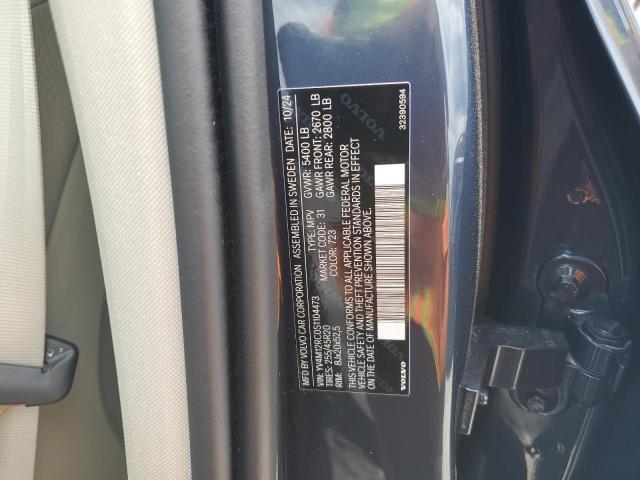 MFD BY VOLVO CAR CORPORATION ASSEMBLED IN SWEDEN DATE: 10/24
VIN: YV4M12RC0S1104473 TYPE: MPV GVWR: 5400 LB
TIRES: 255/45R20 MARKET CODE: 31 GAWR FRONT: 2670 LB
RIM: 8Jx20x52,5 COLOR: 723 GAWR REAR: 2800 LB
THIS VEHICLE CONFORMS TO ALL APPLICABLE FEDERAL MOTOR
VEHICLE SAFETY AND THEFT PREVENTION STANDARDS IN EFFECT
ON THE DATE OF MANUFACTURE SHOWN ABOVE.
VOLVO 32390594